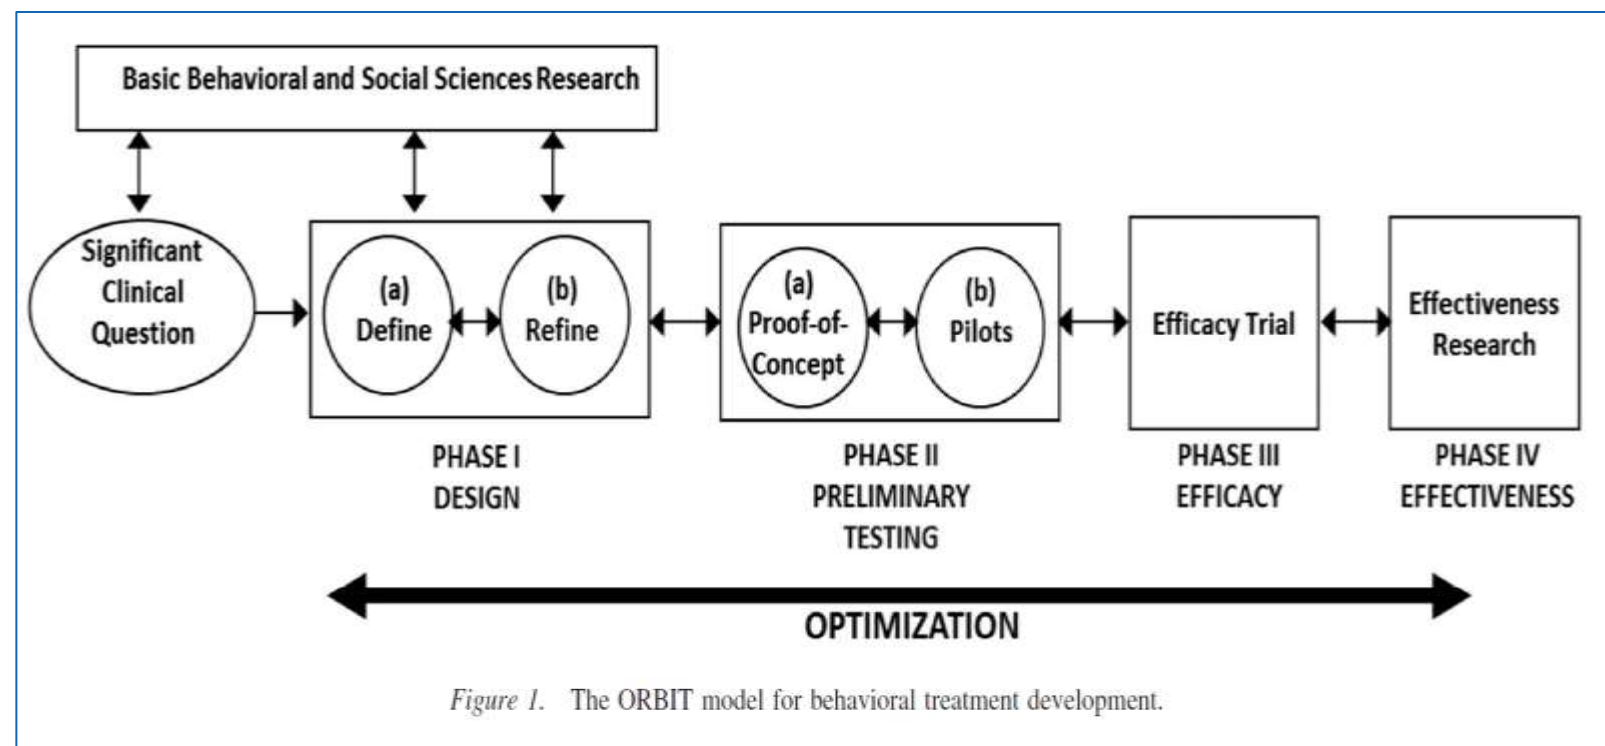 Basic Behavioral and Social Sciences Research
Significant
Clinical
Question
(a)
Define
(b)
Refine
(a)
Proof-of-
Concept
(b)
Pilots
Efficacy Trial
Effectiveness
Research
PHASE I
DESIGN
PHASE II
PRELIMINARY
TESTING
PHASE III
EFFICACY
PHASE IV
EFFECTIVENESS
OPTIMIZATION
Figure 1. The ORBIT model for behavioral treatment development.